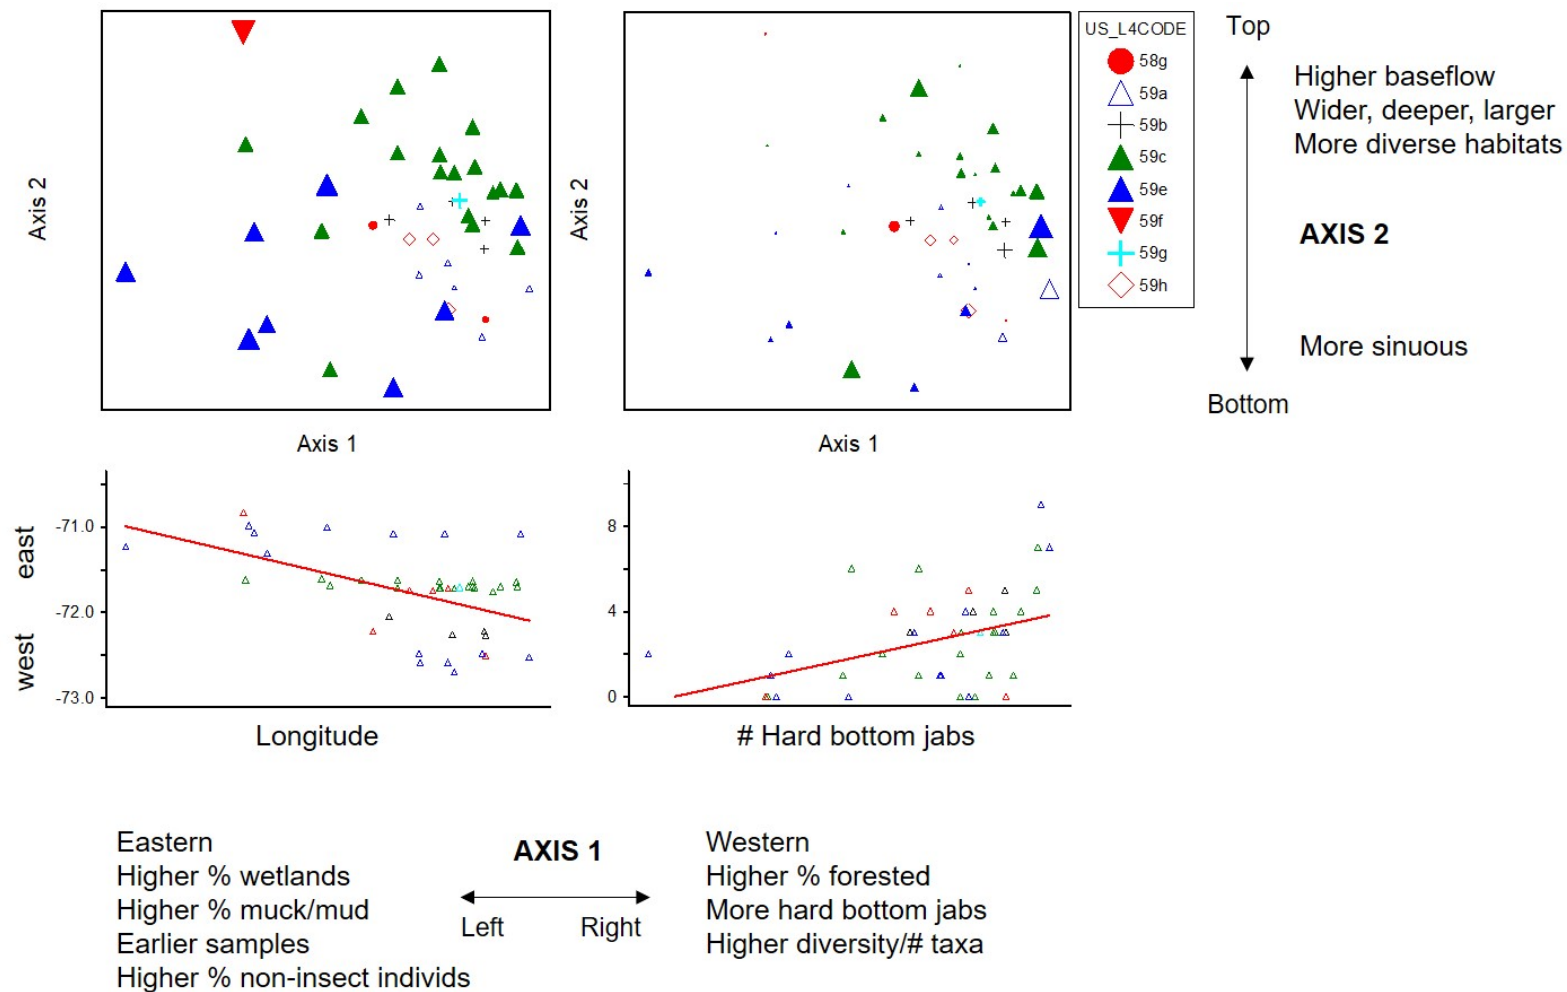 US_L4CODE
58g
59a
59b
59c
59e
59f
59g
59h
Axis 2
Axis 1
Axis 2
Axis 1
Top
Higher baseflow
Wider, deeper, larger
More diverse habitats
AXIS 2
More sinuous
Bottom
east
west
-71.0
-72.0
-73.0
Longitude
8
4
0
# Hard bottom jabs
Eastern
Higher % wetlands
Higher % muck/mud
Earlier samples
Higher % non-insect individs
AXIS 1
Left Right
Western
Higher % forested
More hard bottom jabs
Higher diversity/# taxa